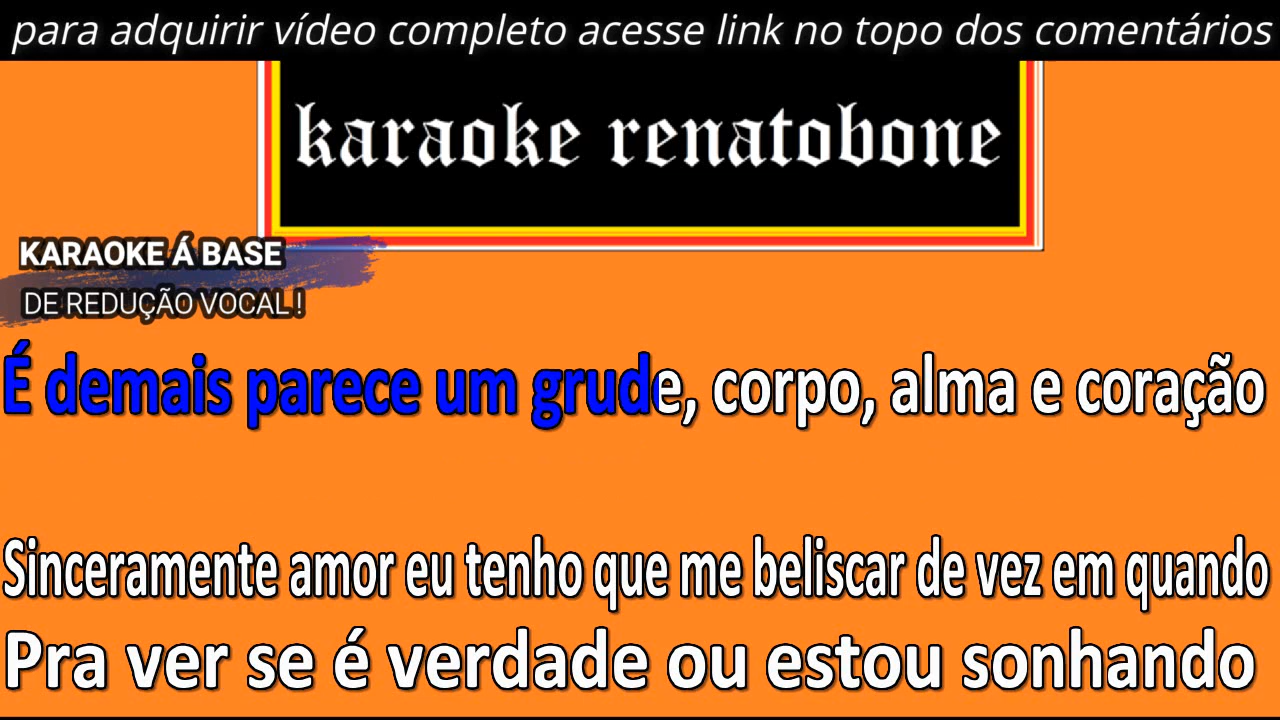 para adquirir vídeo completo acesse link no topo dos comentários
karaoke renatobone
KARAOKE Á BASE
DE REDUÇÃO VOCAL !
É demais parece um grude, corpo, alma e coração
Sinceramente amor eu tenho que me beliscar de vez em quando
Pra ver se é verdade ou estou sonhando